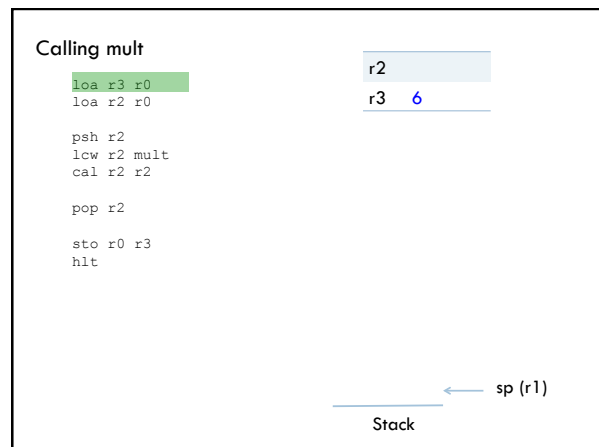 Calling mult
loa r3 r0
loa r2 r0
psh r2
lcw r2 mult
cal r2 r2
pop r2
sto r0 r3
hlt
r2
r3 6
sp (r1)
Stack